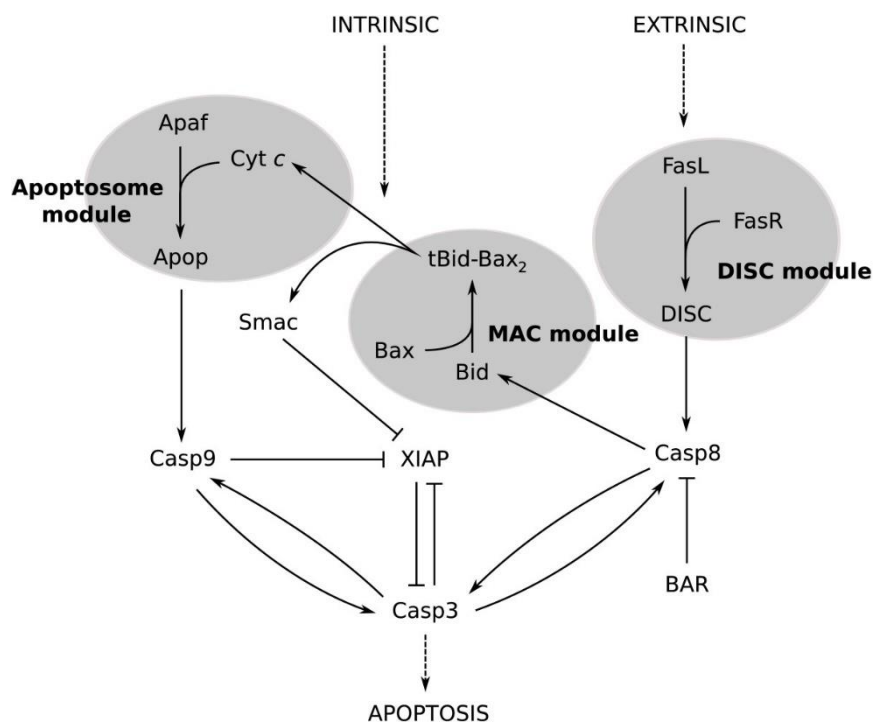 INTRINSIC
EXTRINSIC
Apaf
Cyt c
Apoptosome
module
Apop
FasL
FasR
DISC module
DISC
tBid-Bax₂
Smac
MAC module
Bax
Bid
Casp9
XIAP
Casp8
BAR
Casp3
APOPTOSIS